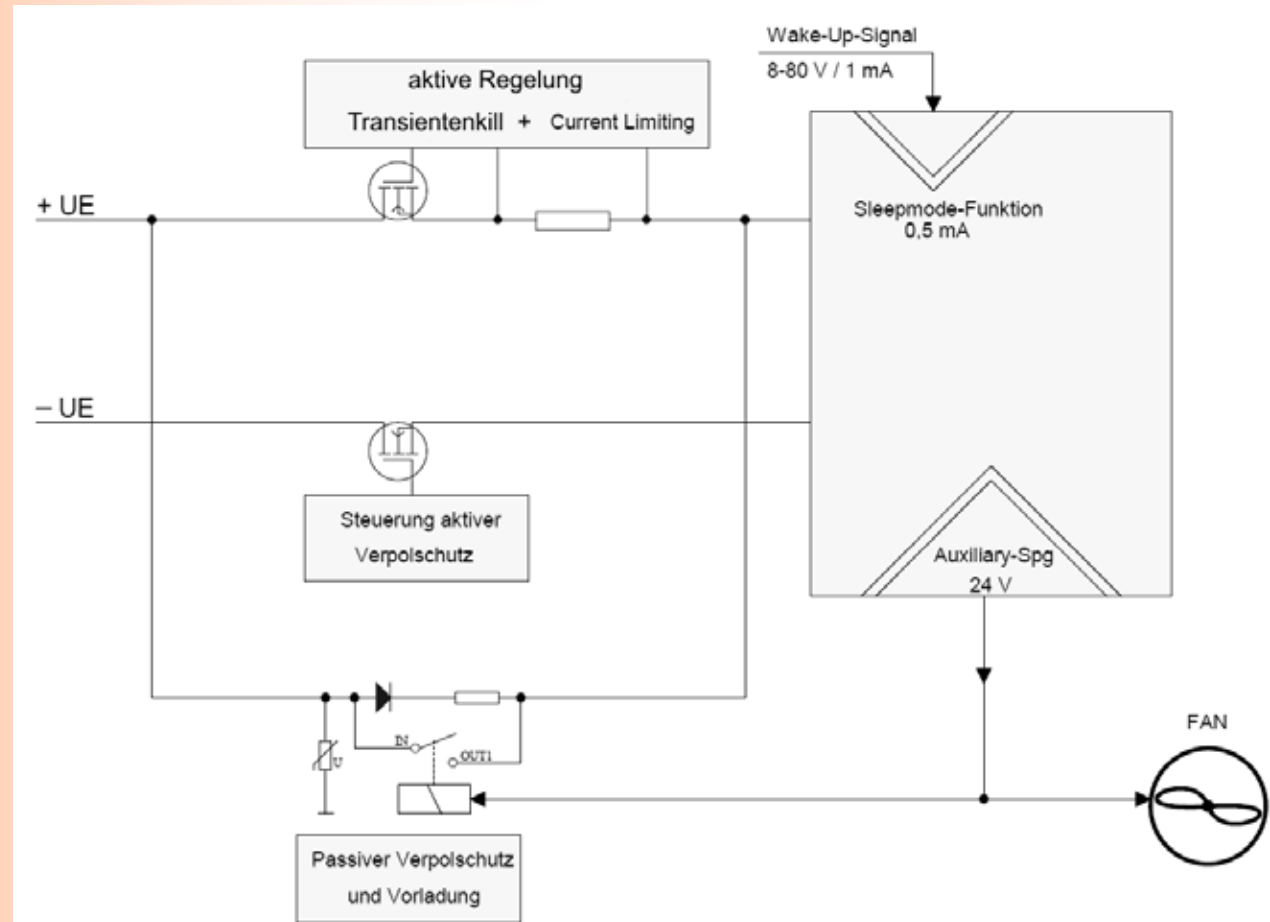 Wake-Up-Signal
8-80 V / 1 mA
aktive Regelung
Transientenkill + Current Limiting
+ UE
Sleepmode-Funktion
0,5 mA
– UE
Steuerung aktiver
Verpolschutz
Auxiliary-Spg
24 V
FAN
IN
U
OUT1
Passiver Verpolschutz
und Vorladung